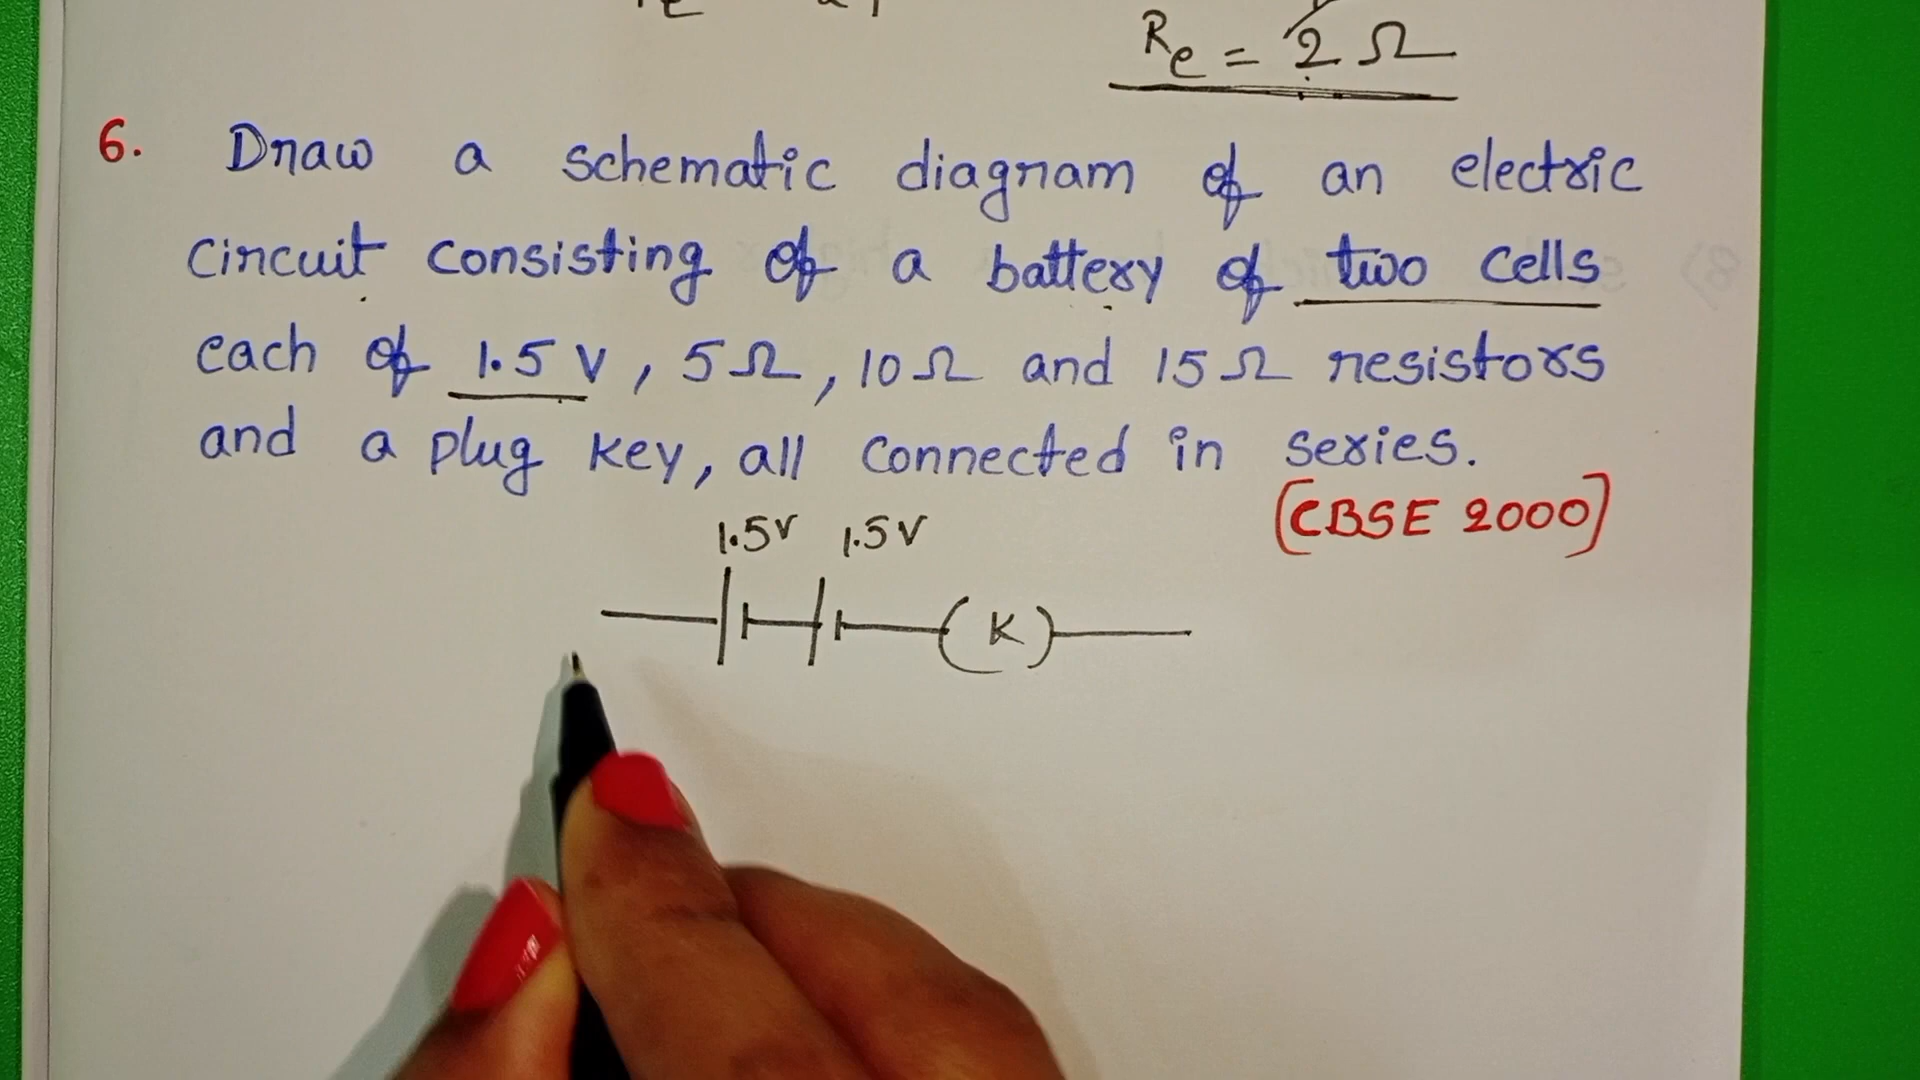 Re = 2 Ω
6. Draw a schematic diagram of an electric
circuit consisting of a battery of two cells
each of 1.5 V, 5Ω, 10Ω and 15Ω resistors
and a plug key, all connected in series.
[CBSE 2000]
1.5V 1.5V
(K)